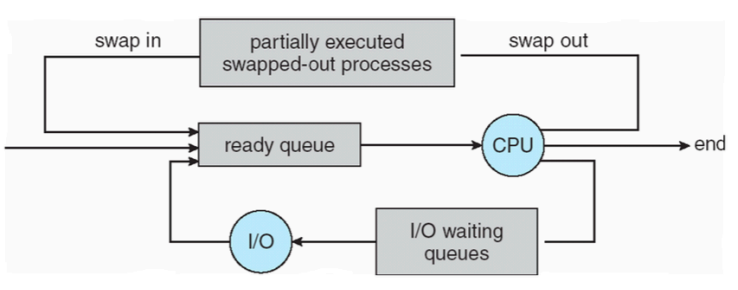 swap in
partially executed
swapped-out processes
swap out
ready queue
CPU
end
I/O
I/O waiting
queues